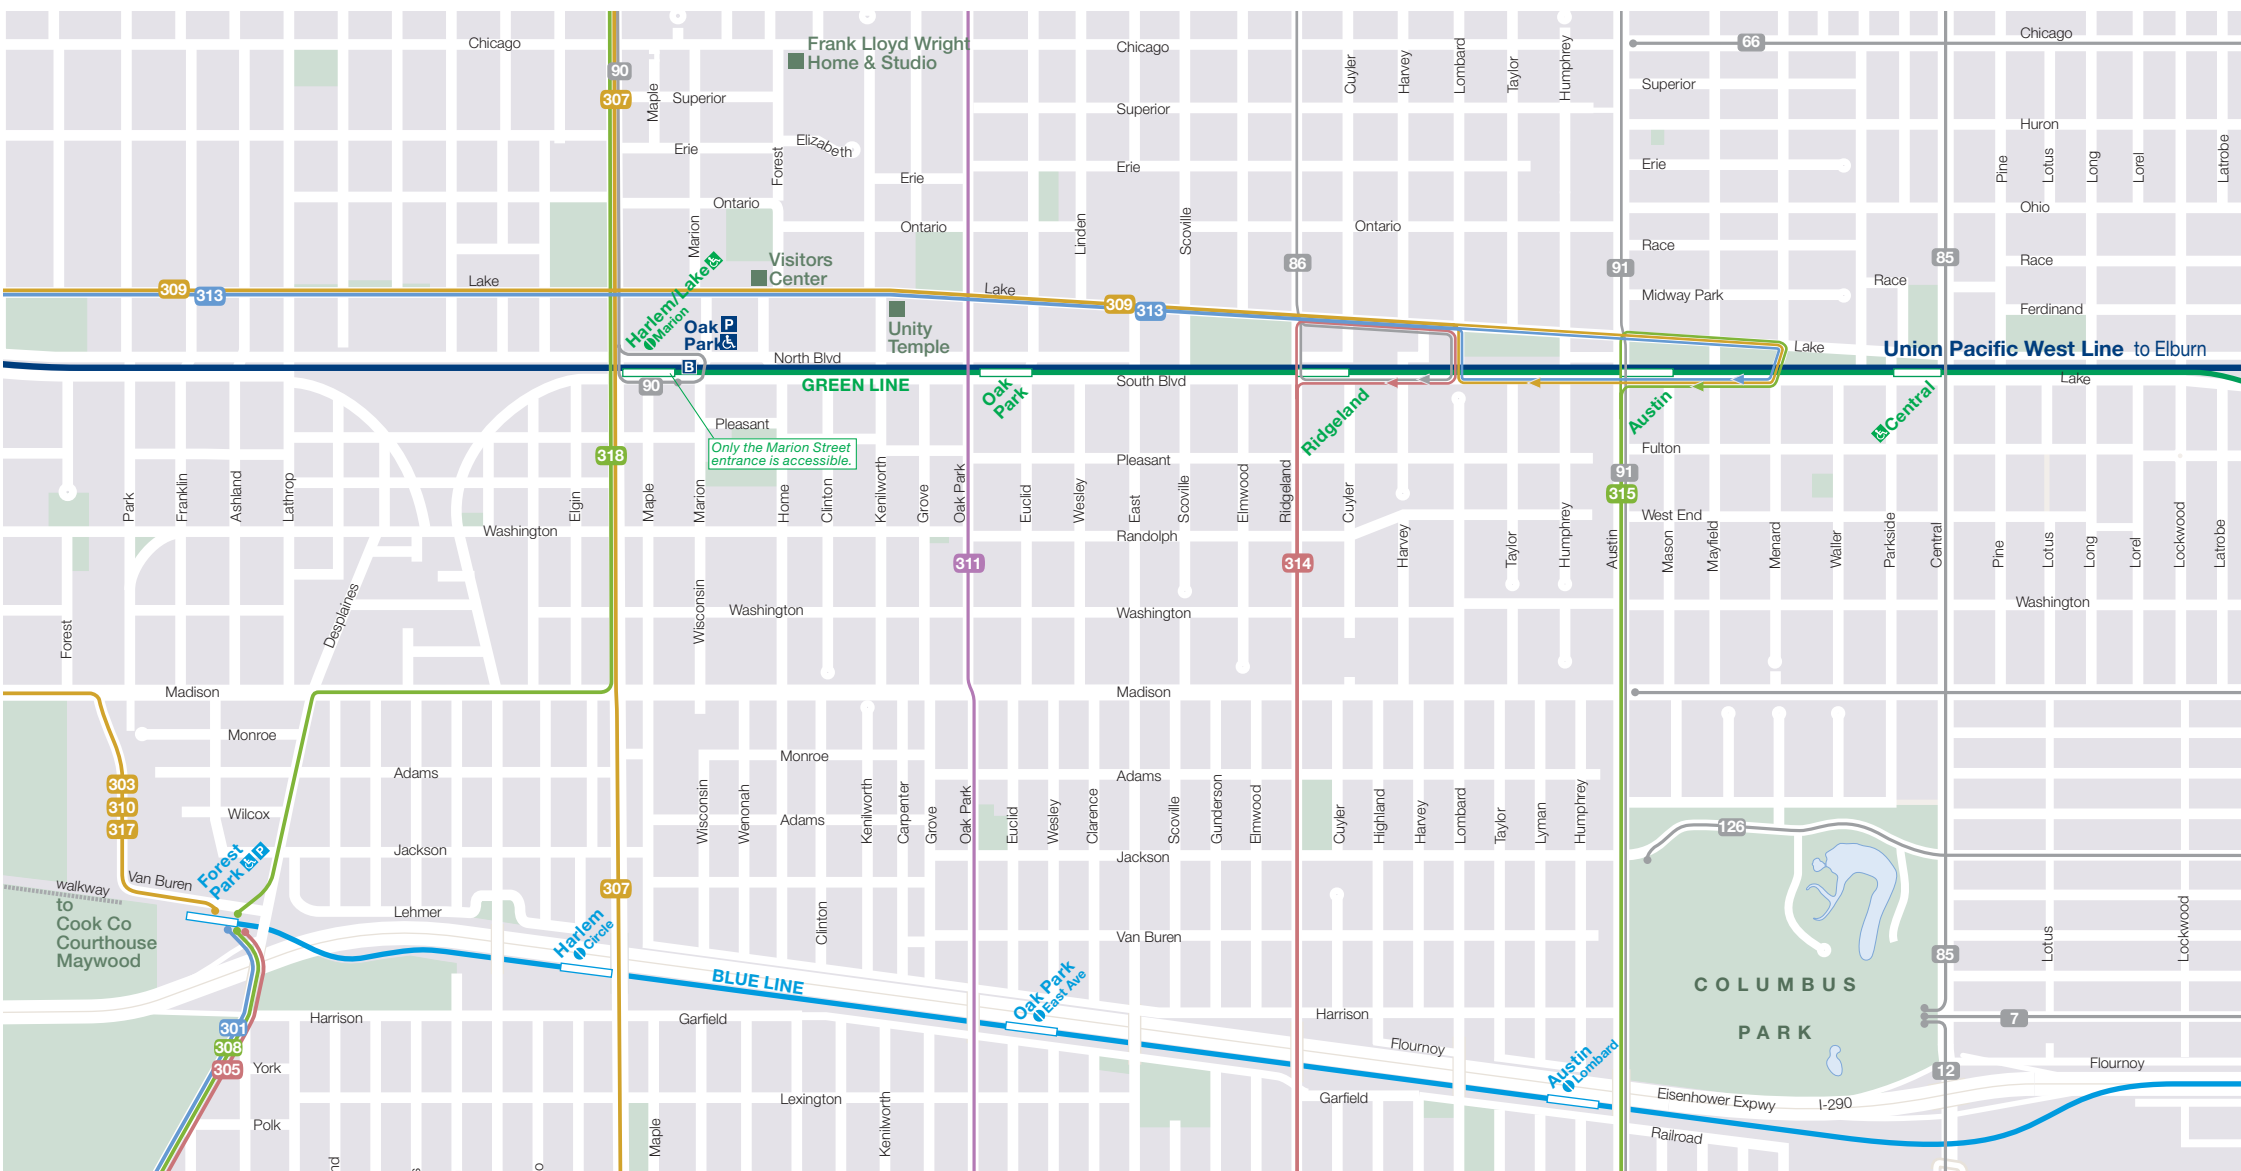 Chicago
90
307
Maple
Superior
Frank Lloyd Wright
Home & Studio
Chicago
Cuyler
Harvey
Lombard
Taylor
Humphrey
66
Chicago
Superior
Superior
Huron
Erie
Forest
Elizabeth
Erie
Erie
Erie
Pine
Lotus
Long
Lorel
Latrobe
Ontario
Marion
Ontario
Linden
Scoville
Ontario
Ohio
Race
Race
Race
86
91
85
309
313
Lake
Harlem/Lake
Marion
Visitors
Center
Lake
309
313
Midway Park
Ferdinand
Oak P
Park
Unity
Temple
B
90
North Blvd
GREEN LINE
Oak
Park
South Blvd
Ridgeland
Austin
Lake
Central
Union Pacific West Line to Elburn
Lake
Pleasant
Only the Marion Street
entrance is accessible.
318
Pleasant
Fulton
91
315
Park
Franklin
Ashland
Lathrop
Elgin
Maple
Marion
Home
Clinton
Kenilworth
Grove
Oak Park
Euclid
Wesley
East
Scoville
Elmwood
Ridgeland
Cuyler
Harvey
Taylor
Humphrey
Austin
West End
Mason
Mayfield
Menard
Waller
Parkside
Central
Pine
Lotus
Long
Lorel
Lockwood
Latrobe
Washington
Randolph
311
314
Forest
Desplaines
Wisconsin
Washington
Washington
Washington
Madison
Madison
Monroe
Monroe
303
310
317
Adams
Adams
Adams
Wilcox
Wisconsin
Wenonah
Kenilworth
Carpenter
Grove
Oak Park
Euclid
Wesley
Clarence
Scoville
Gunderson
Elmwood
Cuyler
Highland
Harvey
Lombard
Taylor
Lyman
Humphrey
126
Jackson
Jackson
Forest
Park P
Van Buren
walkway
to
Cook Co
Courthouse
Maywood
Lehmer
307
Harlem
Circle
Clinton
Van Buren
BLUE LINE
Oak Park
East Ave
COLUMBUS
PARK
85
Lotus
Lockwood
301
308
305
Harrison
Garfield
Harrison
7
York
Flournoy
Austin
Lombard
12
Flournoy
Lexington
Kenilworth
Garfield
Eisenhower Expwy I-290
Polk
Maple
Railroad